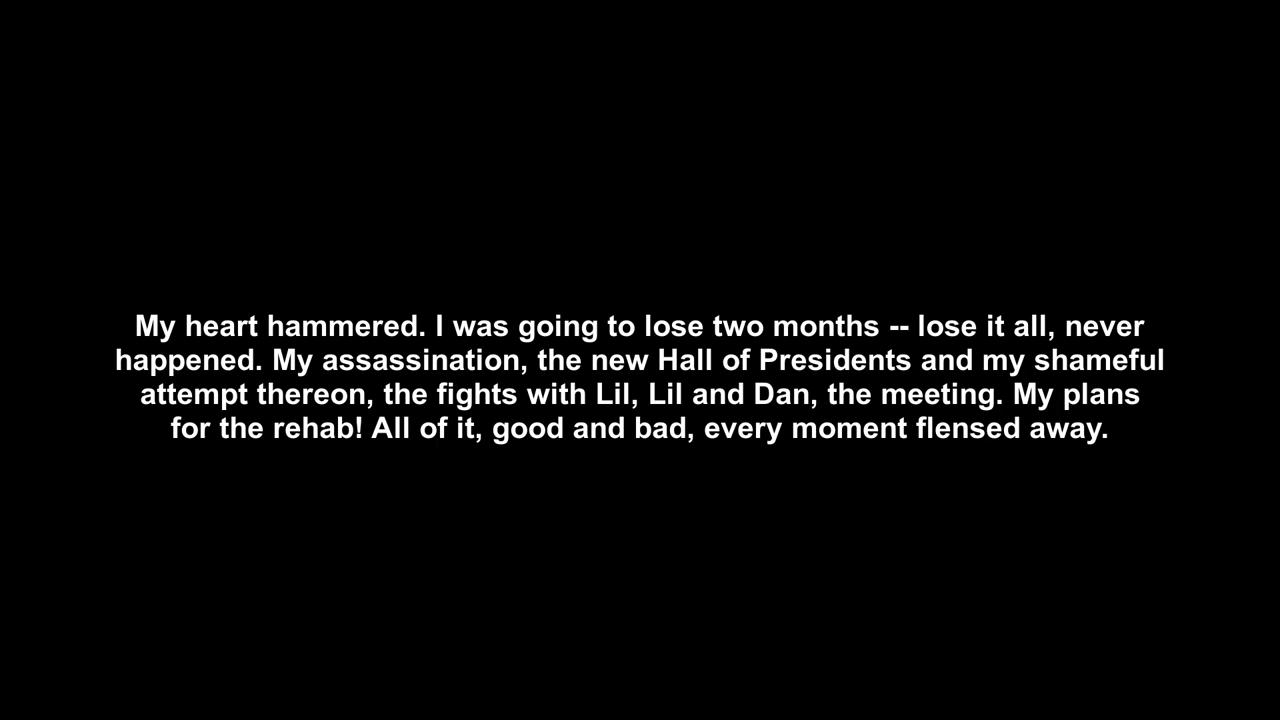 My heart hammered. I was going to lose two months -- lose it all, never
happened. My assassination, the new Hall of Presidents and my shameful
attempt thereon, the fights with Lil, Lil and Dan, the meeting. My plans
for the rehab! All of it, good and bad, every moment flensed away.